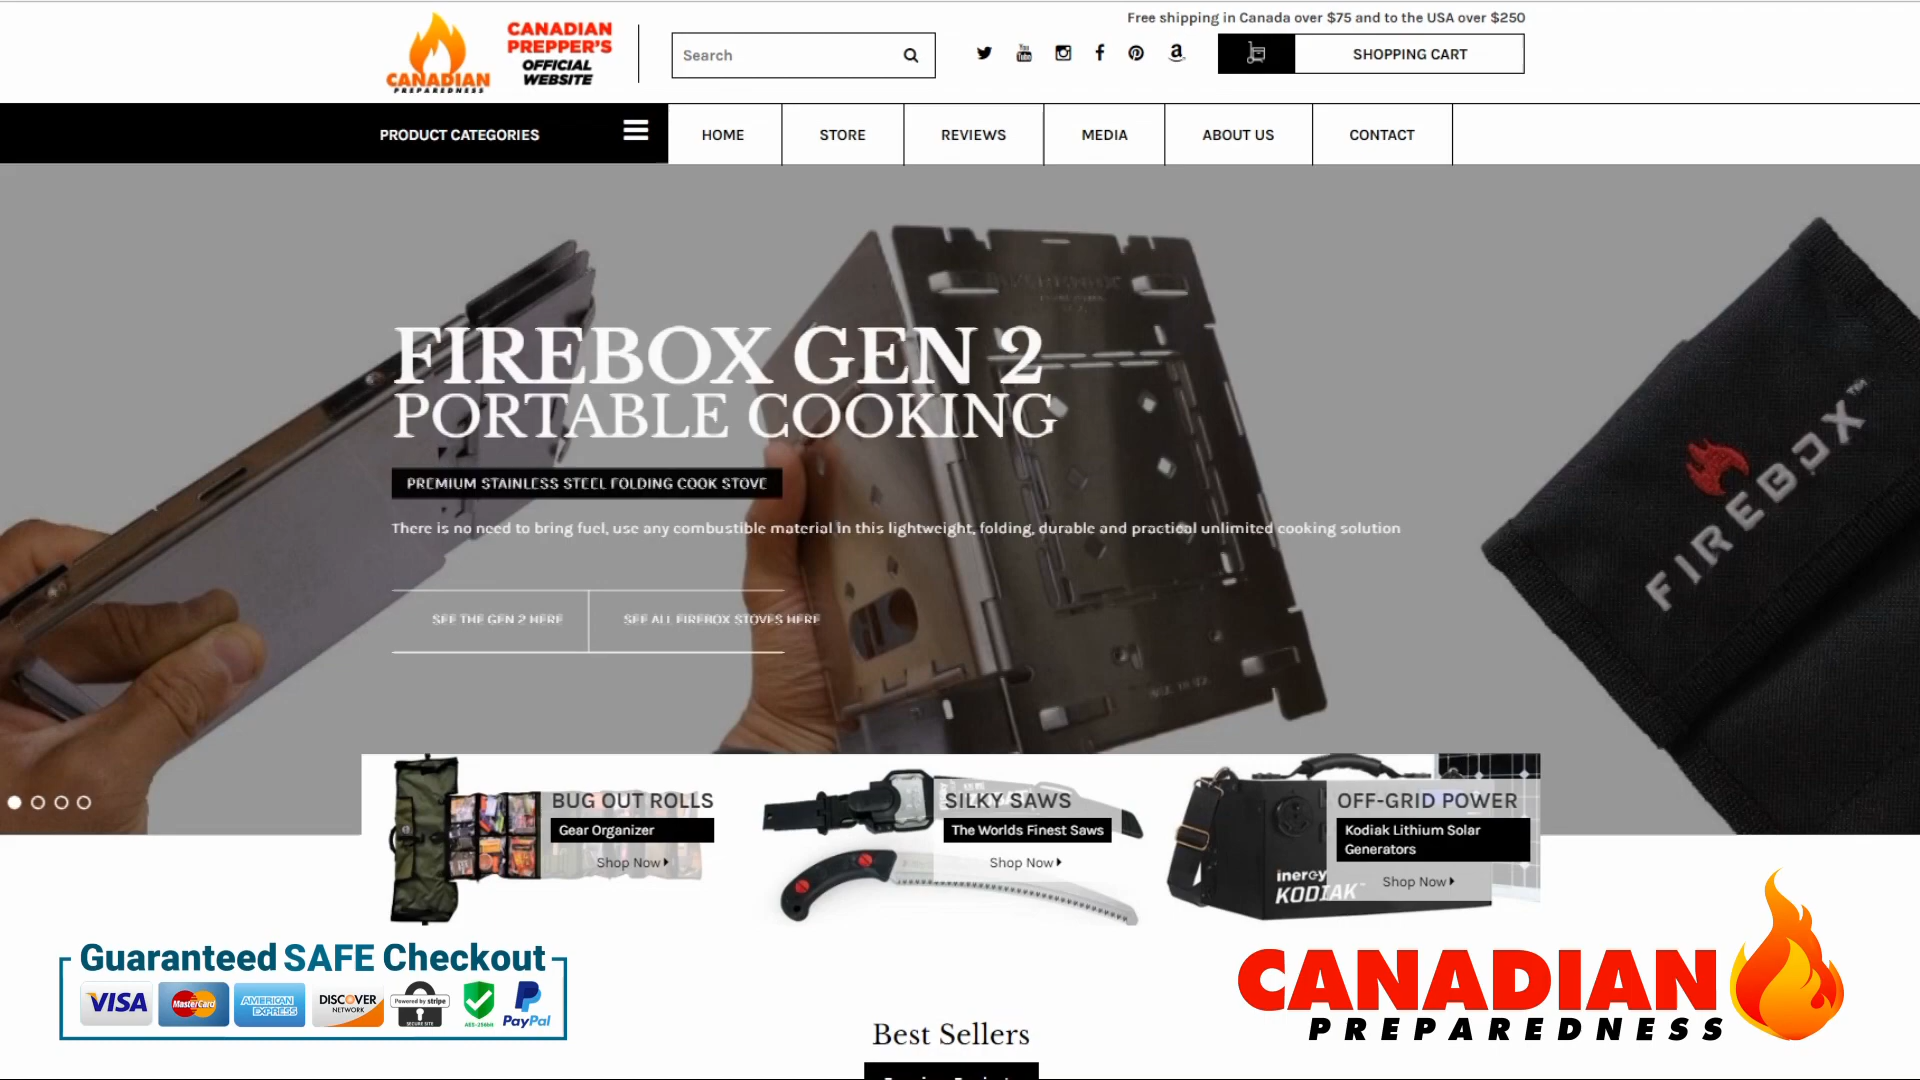 Free shipping in Canada over $75 and to the USA over $250
CANADIAN
PREPAREDNESS
CANADIAN
PREPPER'S
OFFICIAL
WEBSITE
Search
SHOPPING CART
PRODUCT CATEGORIES
HOME
STORE
REVIEWS
MEDIA
ABOUT US
CONTACT
FIREBOX GEN 2
PORTABLE COOKING
PREMIUM STAINLESS STEEL FOLDING COOK STOVE
There is no need to bring fuel, use any combustible material in this lightweight, folding, durable and practical unlimited cooking solution
SEE THE GEN 2 HERE
SEE ALL FIREBOX STOVES HERE
FIREBOX™
BUG OUT ROLLS
Gear Organizer
Shop Now
SILKY SAWS
The Worlds Finest Saws
Shop Now
OFF-GRID POWER
Kodiak Lithium Solar
Generators
Shop Now
inergy
KODIAK
Guaranteed SAFE Checkout
VISA
MasterCard
AMERICAN
EXPRESS
DISCOVER
NETWORK
Powered by stripe
SECURE SITE
AES-256bit
PayPal
Best Sellers
CANADIAN
PREPAREDNESS